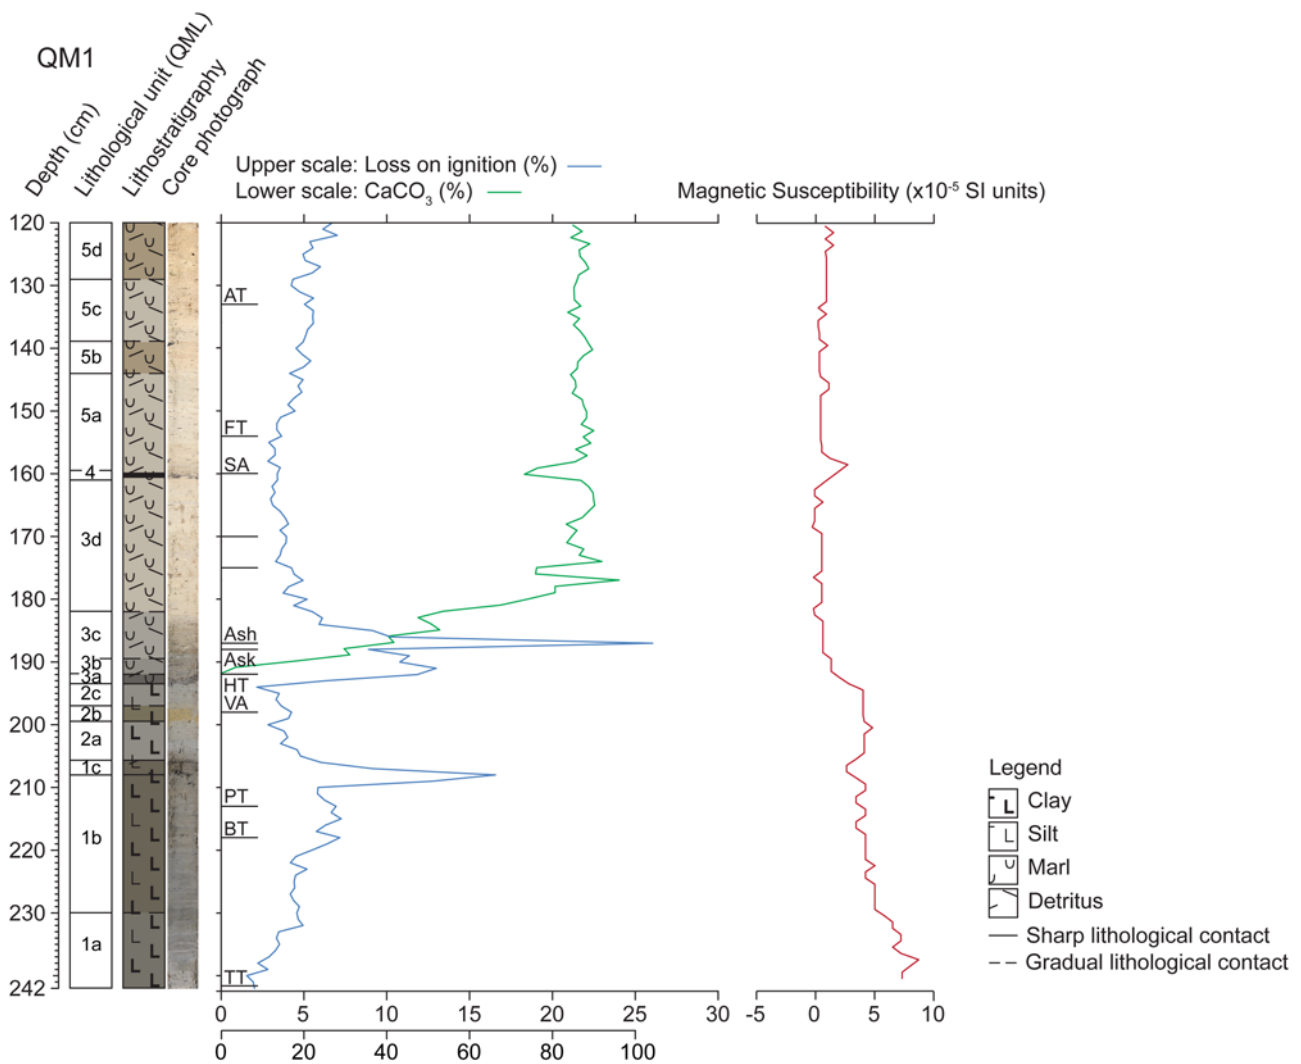 QM1
Depth (cm)
Lithological unit (QML)
Lithostratigraphy
Core photograph
Upper scale: Loss on ignition (%)
Lower scale: CaCO3 (%)
Magnetic Susceptibility (x10-5 SI units)
120
130
140
150
160
170
180
190
200
210
220
230
242
5d
5c
5b
5a
4
3d
3c
3b
3a
2c
2b
2a
1c
1b
1a
AT
FT
SA
Ash
Ask
HT
VA
PT
BT
TT
0 5 10 15 20 25 30
0 20 40 60 80 100
-5 0 5 10
Legend
Clay
Silt
Marl
Detritus
Sharp lithological contact
Gradual lithological contact